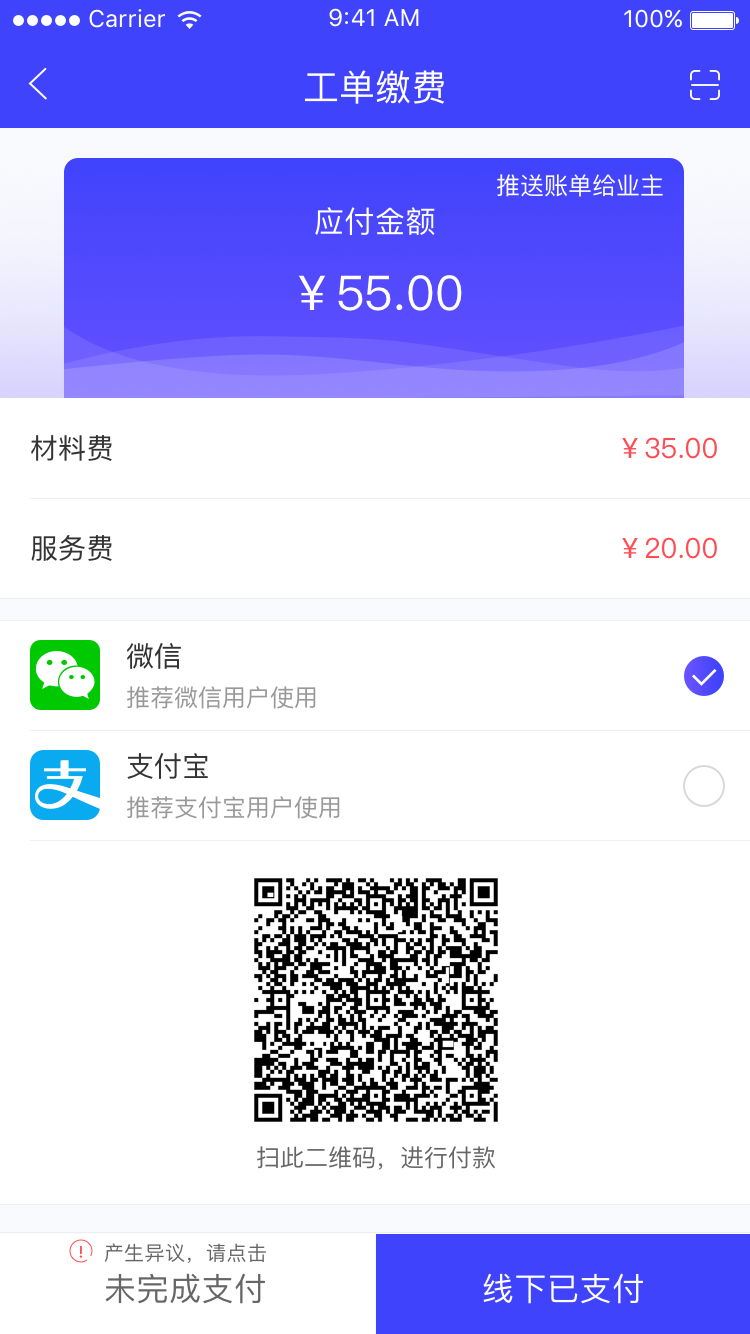 Carrier 9:41 AM 100%
工单缴费
推送账单给业主
应付金额
¥ 55.00
材料费 ¥ 35.00
服务费 ¥ 20.00
微信
推荐微信用户使用
支付宝
推荐支付宝用户使用
扫此二维码，进行付款
产生异议，请点击
未完成支付
线下已支付